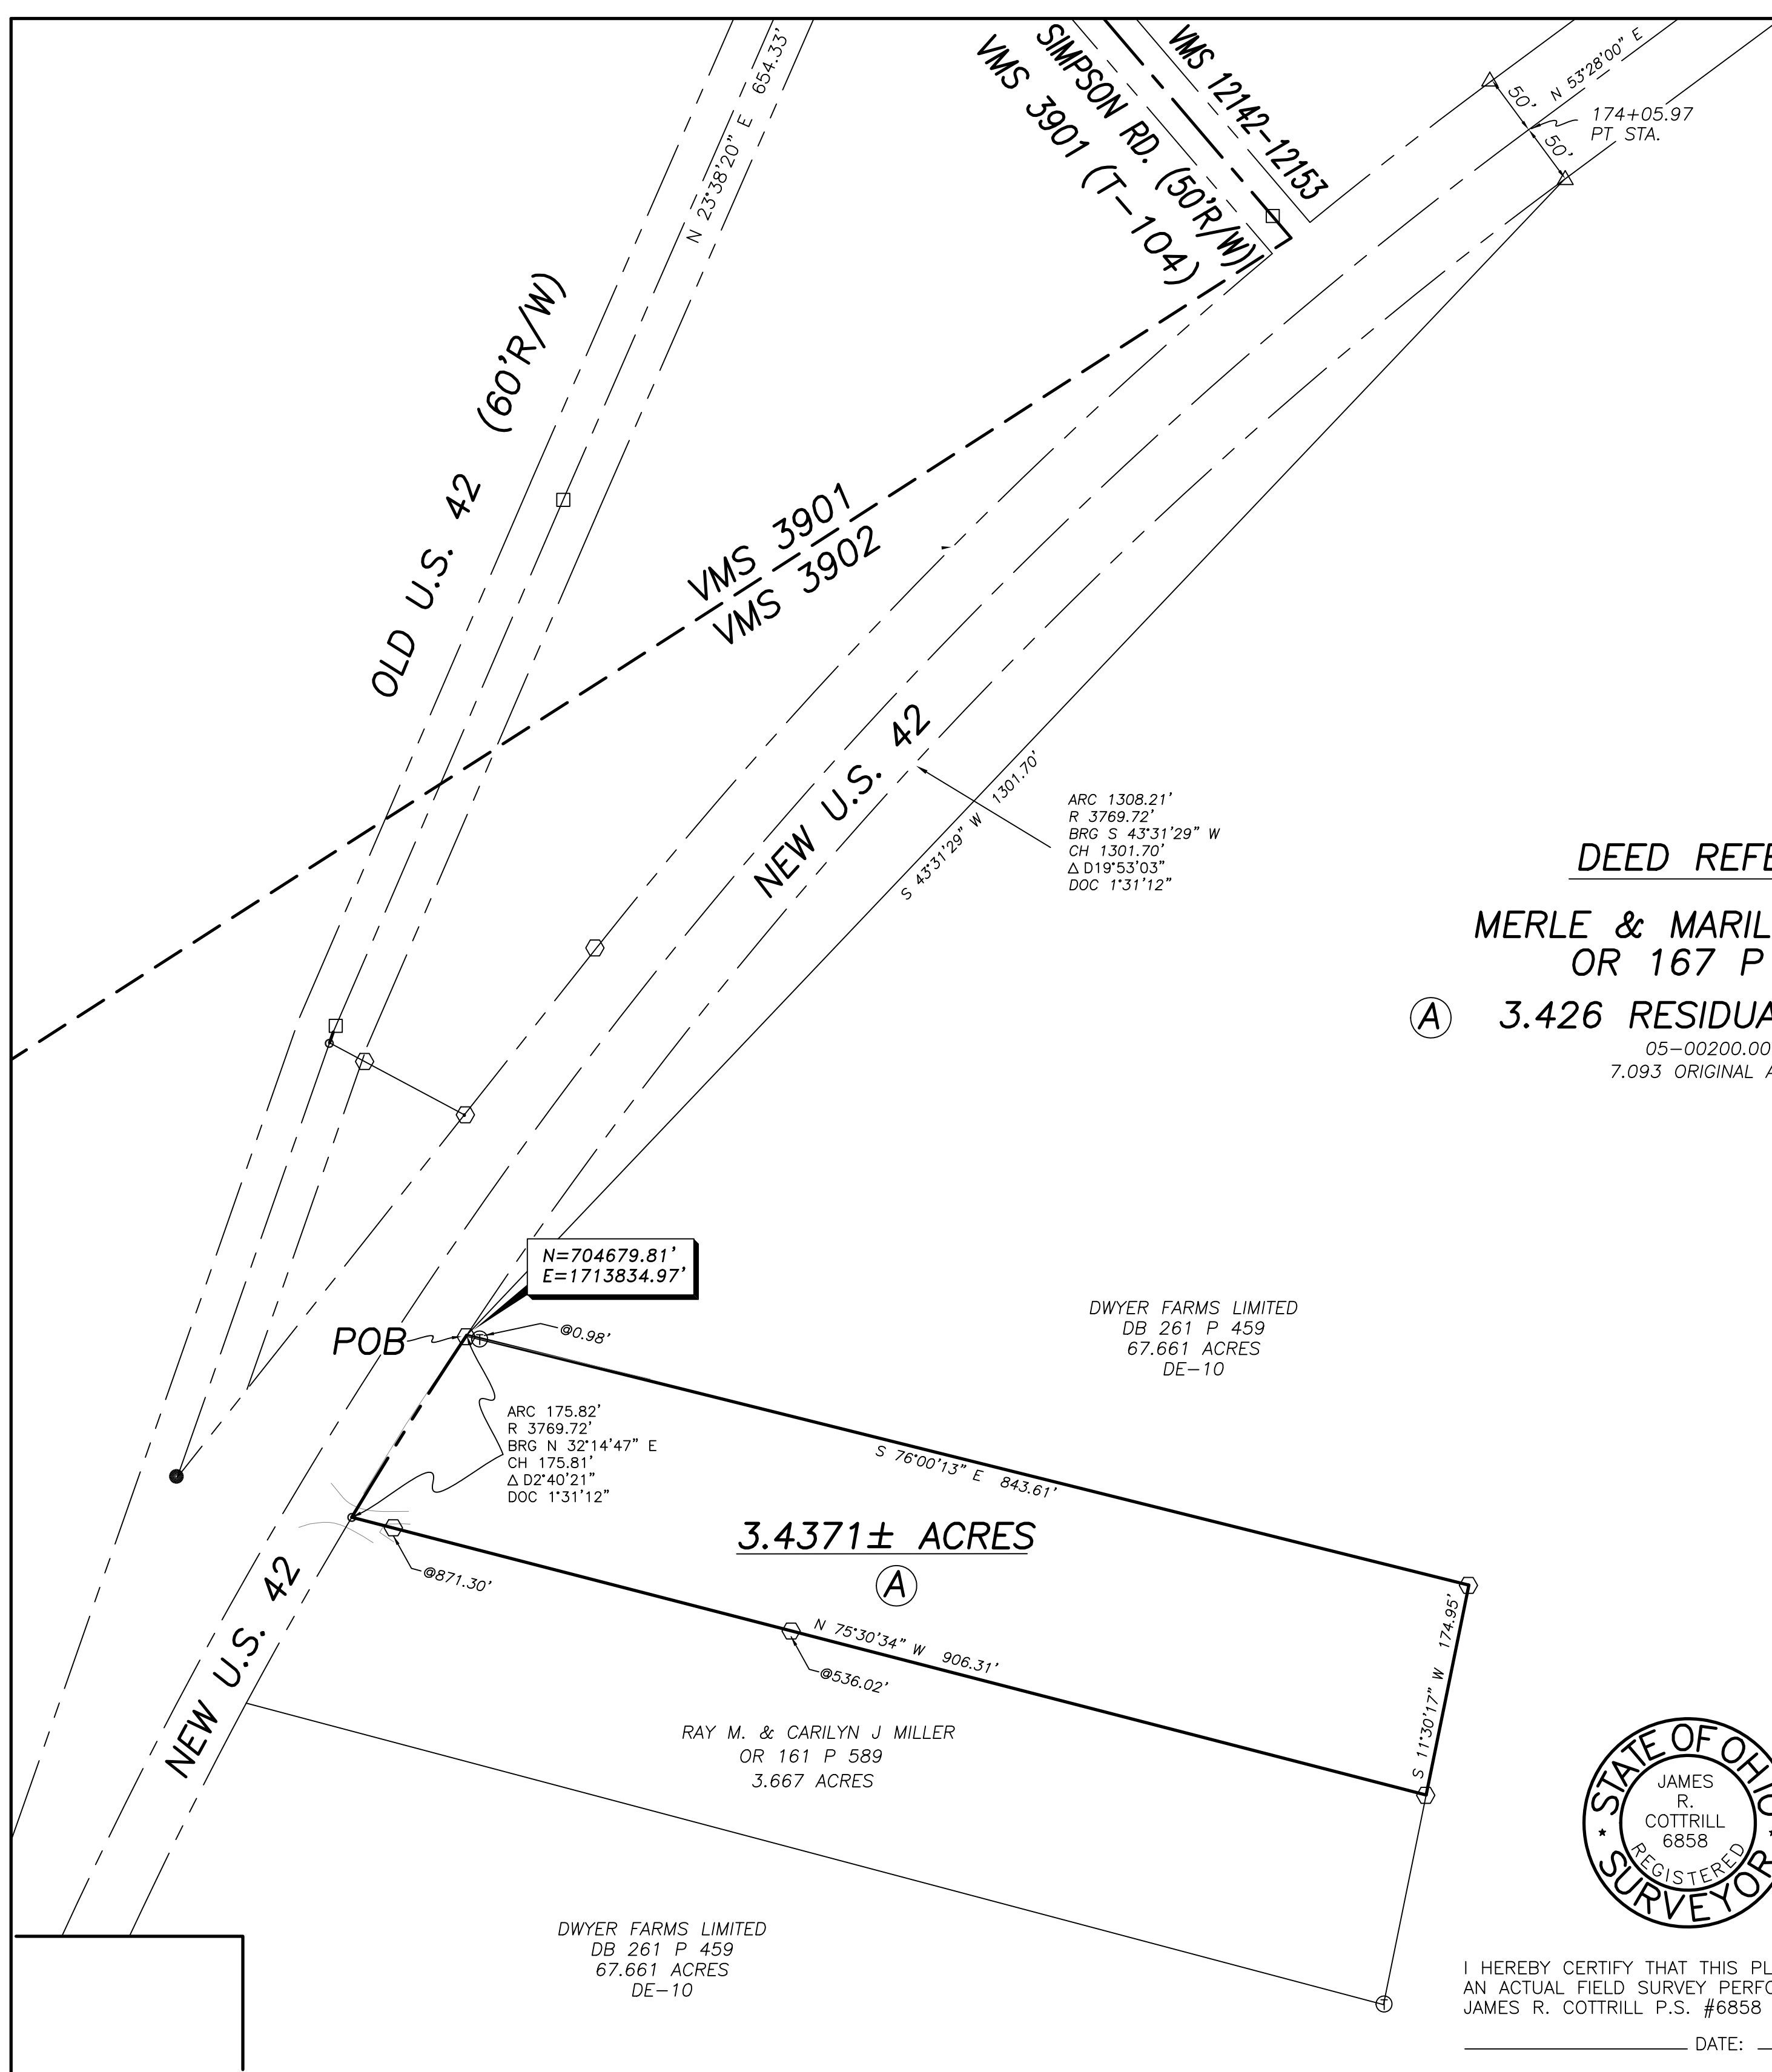 N 23°38'20" E 654.33'
VMS 12142-12153
SIMPSON RD. (50'R/W)
VMS 3901 (T-104)
N 53°28'00" E
50'
50'
174+05.97
PT STA.
OLD U.S. 42 (60'R/W)
VMS 3901
VMS 3902
NEW U.S. 42
S 43°31'29" W 1301.70'
ARC 1308.21'
R 3769.72'
BRG S 43°31'29" W
CH 1301.70'
Δ D19°53'03"
DOC 1°31'12"
DEED REFE
MERLE & MARIL
OR 167 P
A 3.426 RESIDUA
05-00200.00
7.093 ORIGINAL A
N=704679.81'
E=1713834.97'
POB
T
@0.98'
DWYER FARMS LIMITED
DB 261 P 459
67.661 ACRES
DE-10
ARC 175.82'
R 3769.72'
BRG N 32°14'47" E
CH 175.81'
Δ D2°40'21"
DOC 1°31'12"
S 76°00'13" E 843.61'
3.4371± ACRES
A
@871.30'
N 75°30'34" W 906.31'
@536.02'
S 11°30'17" W 174.95'
NEW U.S. 42
RAY M. & CARILYN J MILLER
OR 161 P 589
3.667 ACRES
STATE OF OHIO
JAMES
R.
COTTRILL
6858
REGISTERED
SURVEYOR
DWYER FARMS LIMITED
DB 261 P 459
67.661 ACRES
DE-10
T
I HEREBY CERTIFY THAT THIS PL
AN ACTUAL FIELD SURVEY PERFO
JAMES R. COTTRILL P.S. #6858
DATE: